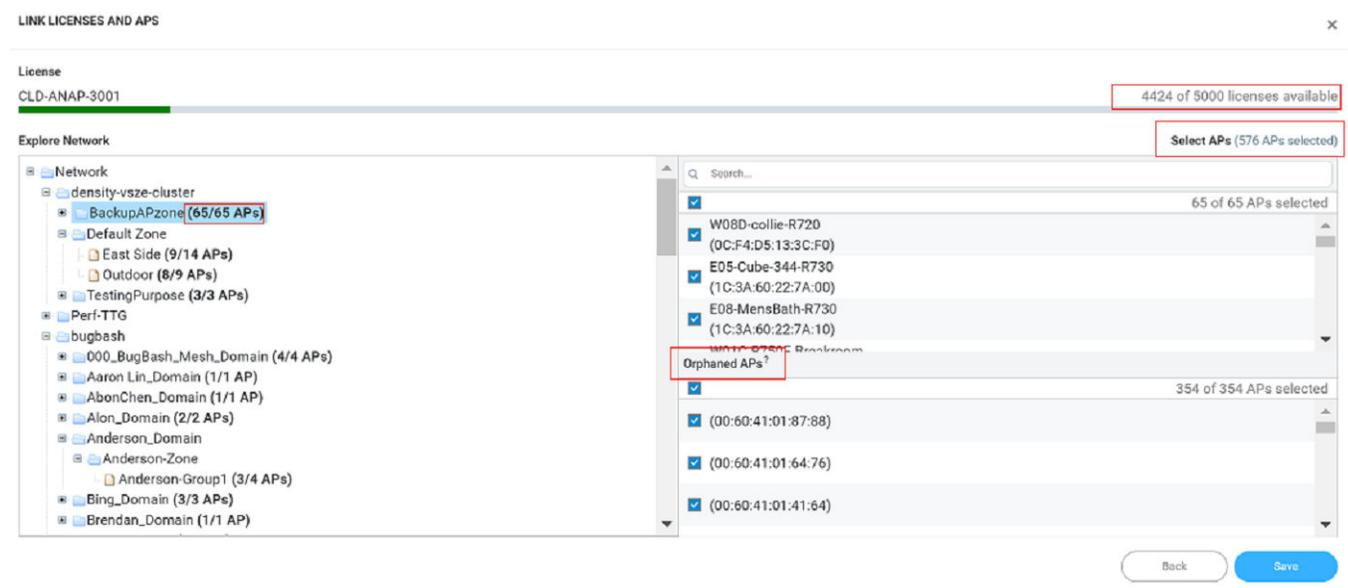 LINK LICENSES AND APS
×
License
CLD-ANAP-3001
4424 of 5000 licenses available
Explore Network
Select APs (576 APs selected)
Network
density-vsze-cluster
BackupAPzone (65/65 APs)
Default Zone
East Side (9/14 APs)
Outdoor (8/9 APs)
TestingPurpose (3/3 APs)
Perf-TTG
bugbash
000_BugBash_Mesh_Domain (4/4 APs)
Aaron Lin_Domain (1/1 AP)
AbonChen_Domain (1/1 AP)
Alon_Domain (2/2 APs)
Anderson_Domain
Anderson-Zone
Anderson-Group1 (3/4 APs)
Bing_Domain (3/3 APs)
Brendan_Domain (1/1 AP)
Search...
65 of 65 APs selected
W08D-collie-R720
(0C:F4:D5:13:3C:F0)
E05-Cube-344-R730
(1C:3A:60:22:7A:0D)
E08-MensBath-R730
(1C:3A:60:22:7A:10)
Orphaned APs?
354 of 354 APs selected
(00:60:41:01:87:88)
(00:60:41:01:64:76)
(00:60:41:01:41:64)
Back
Save